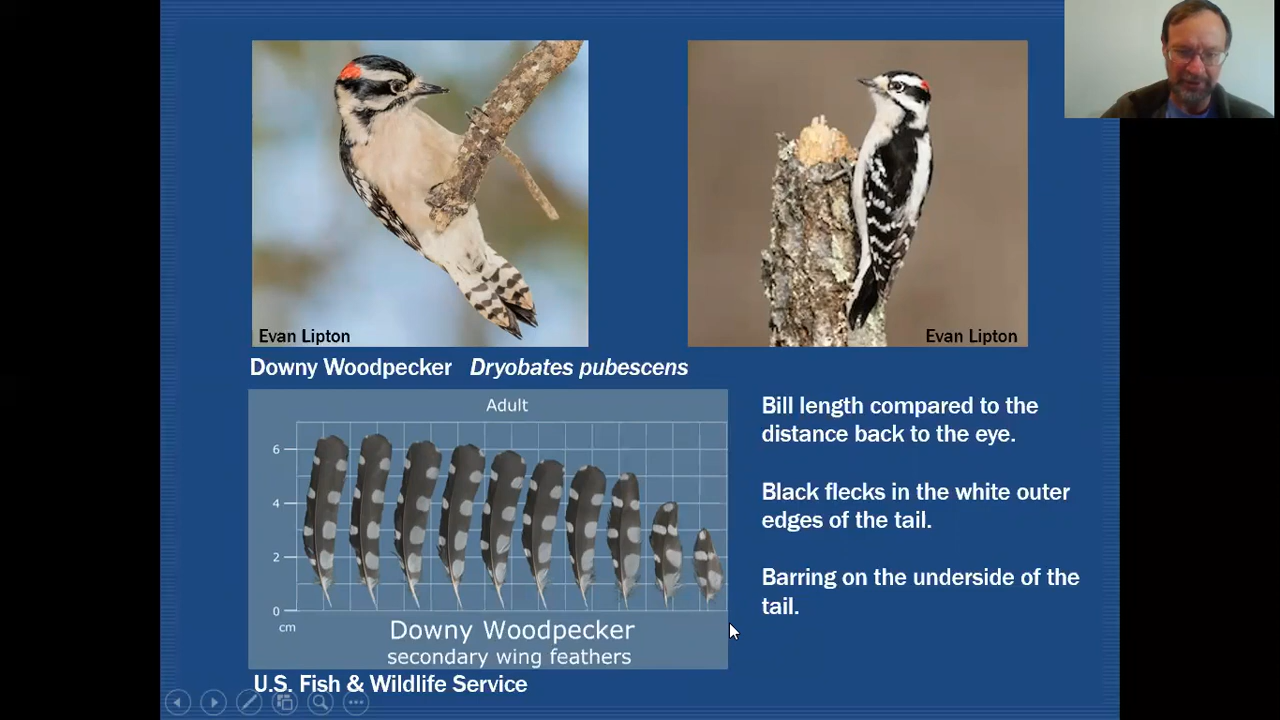 Evan Lipton
Evan Lipton
Downy Woodpecker Dryobates pubescens
Adult
6
4
2
0
cm
Downy Woodpecker
secondary wing feathers
U.S. Fish & Wildlife Service
Bill length compared to the
distance back to the eye.
Black flecks in the white outer
edges of the tail.
Barring on the underside of the
tail.